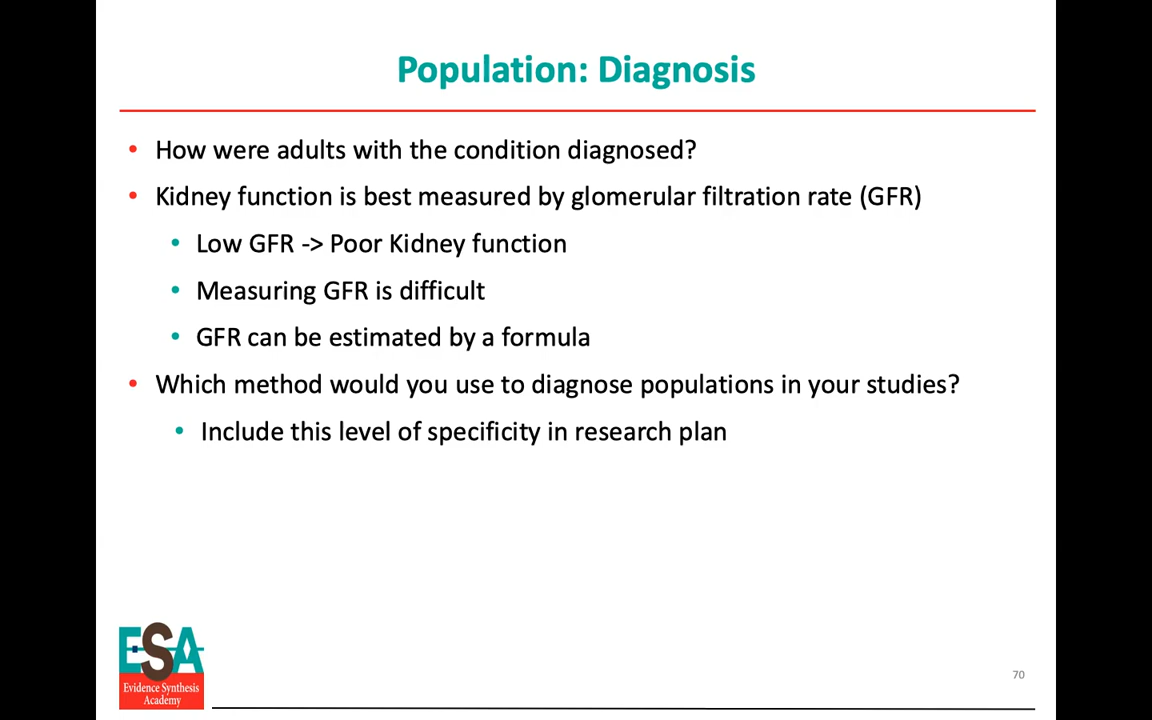 Population: Diagnosis
• How were adults with the condition diagnosed?
• Kidney function is best measured by glomerular filtration rate (GFR)
• Low GFR -> Poor Kidney function
• Measuring GFR is difficult
• GFR can be estimated by a formula
• Which method would you use to diagnose populations in your studies?
• Include this level of specificity in research plan
ESA
Evidence Synthesis
Academy
70